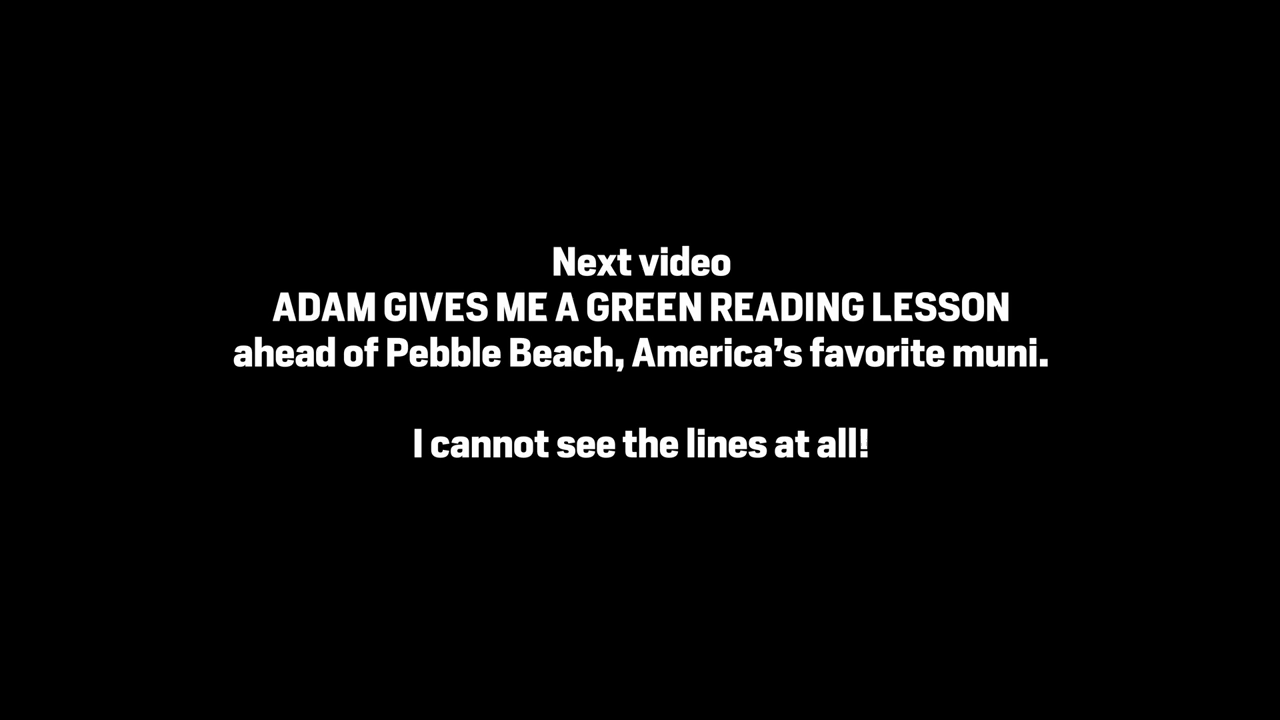 Next video
ADAM GIVES ME A GREEN READING LESSON
ahead of Pebble Beach, America’s favorite muni.
I cannot see the lines at all!